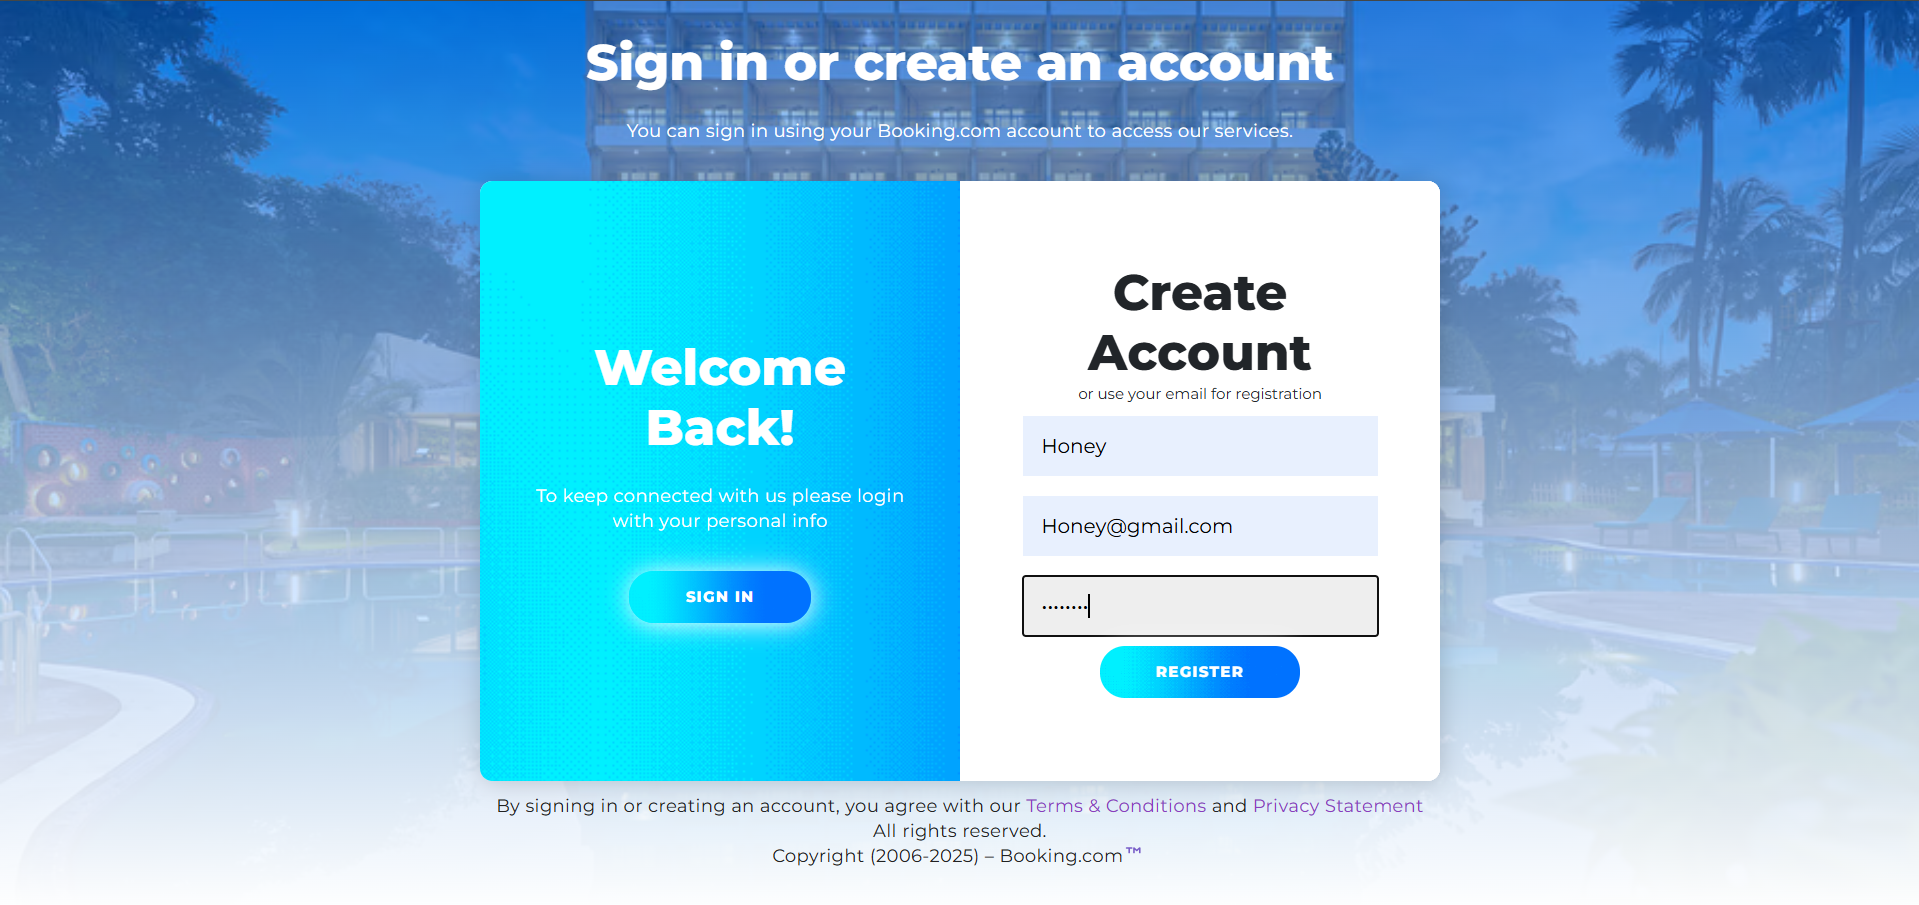 Sign in or create an account
You can sign in using your Booking.com account to access our services.
Welcome
Back!
To keep connected with us please login
with your personal info
SIGN IN
Create
Account
or use your email for registration
Honey
Honey@gmail.com
••••••••
REGISTER
By signing in or creating an account, you agree with our Terms & Conditions and Privacy Statement
All rights reserved.
Copyright (2006-2025) – Booking.com™